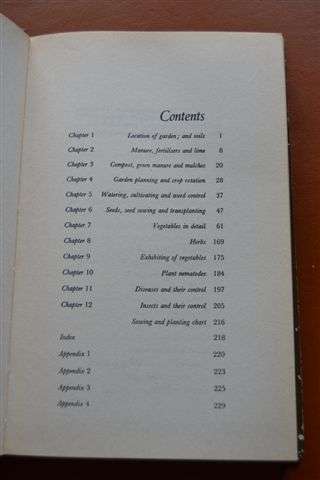 Contents
Chapter 1 Location of garden; and soils 1
Chapter 2 Manure, fertilizers and lime 8
Chapter 3 Compost, green manure and mulches 20
Chapter 4 Garden planning and crop rotation 28
Chapter 5 Watering, cultivating and weed control 37
Chapter 6 Seeds, seed sowing and transplanting 47
Chapter 7 Vegetables in detail 61
Chapter 8 Herbs 169
Chapter 9 Exhibiting of vegetables 175
Chapter 10 Plant nematodes 184
Chapter 11 Diseases and their control 197
Chapter 12 Insects and their control 205
Sowing and planting chart 216
Index 218
Appendix 1 220
Appendix 2 223
Appendix 3 225
Appendix 4 229